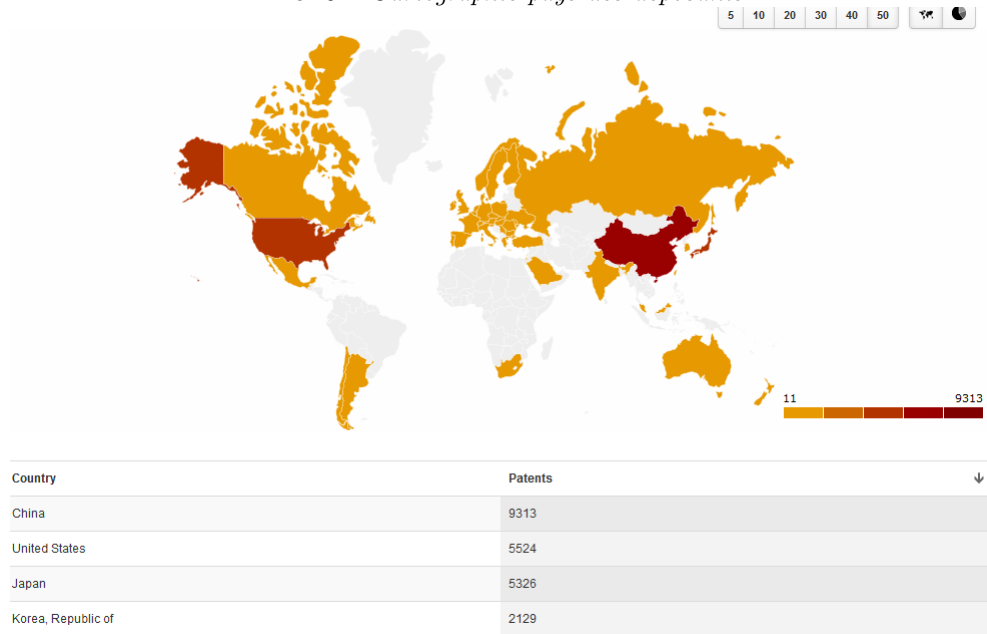 5 10 20 30 40 50
11 9313
Country Patents
China 9313
United States 5524
Japan 5326
Korea, Republic of 2129